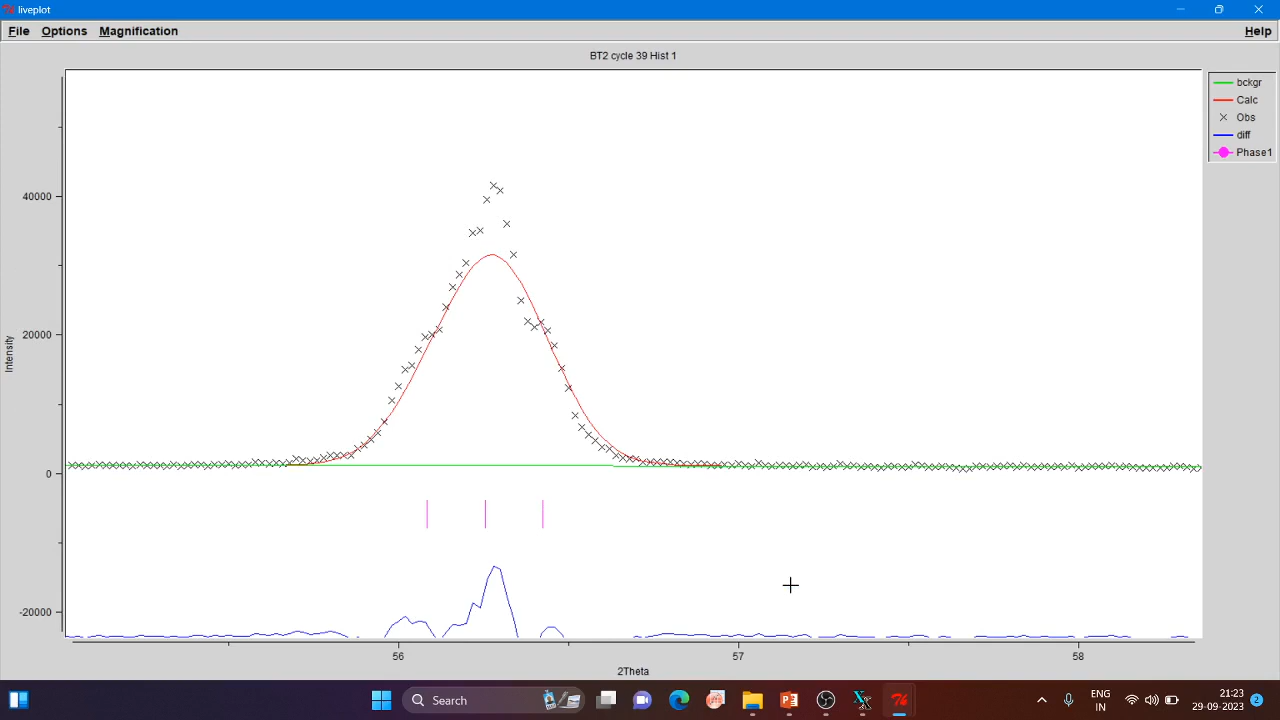 liveplot
File Options Magnification Help
BT2 cycle 39 Hist 1
bckgr
Calc
Obs
diff
Phase1
40000
20000
0
-20000
Intensity
56 57 58
2Theta
Search
ENG
IN
21:23
29-09-2023
2